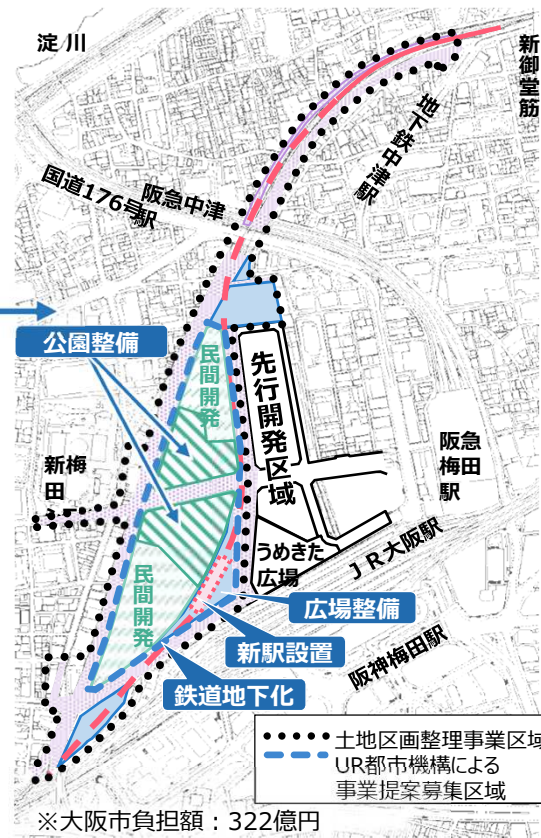 淀川
新御堂筋
地下鉄中津駅
国道176号
阪急中津駅
公園整備
民間開発
先行開発区域
新梅田
阪急
梅田
駅
うめきた
広場
JR大阪駅
民間開発
広場整備
新駅設置
阪神梅田駅
鉄道地下化
土地区画整理事業区域
UR都市機構による
事業提案募集区域
※大阪市負担額：322億円